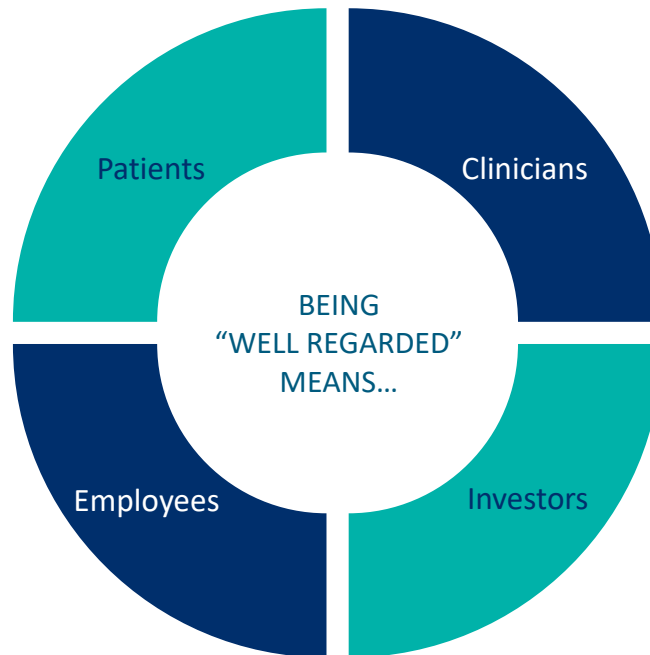 Patients
Clinicians
BEING
“WELL REGARDED”
MEANS…
Employees
Investors